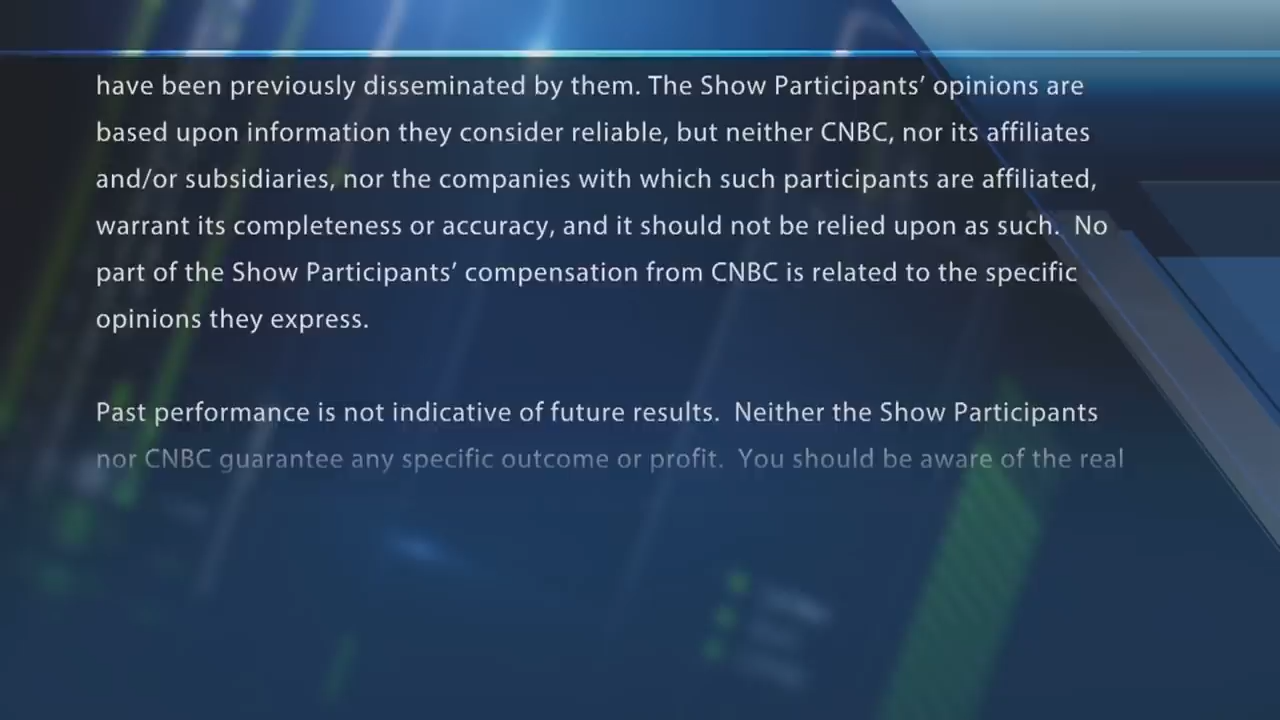 have been previously disseminated by them. The Show Participants’ opinions are
based upon information they consider reliable, but neither CNBC, nor its affiliates
and/or subsidiaries, nor the companies with which such participants are affiliated,
warrant its completeness or accuracy, and it should not be relied upon as such.  No
part of the Show Participants’ compensation from CNBC is related to the specific
opinions they express.
Past performance is not indicative of future results.  Neither the Show Participants
nor CNBC guarantee any specific outcome or profit.  You should be aware of the real